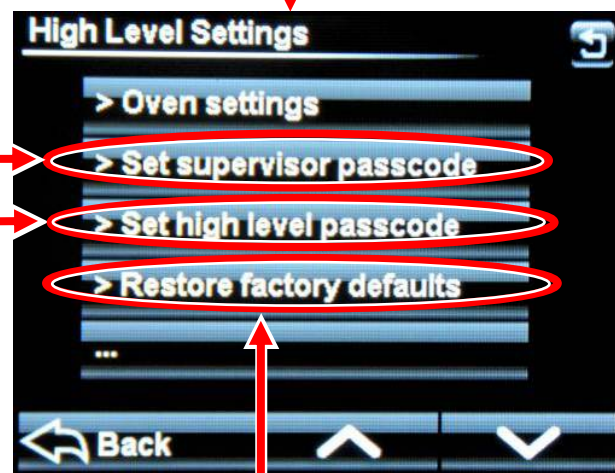 High Level Settings
> Oven settings
> Set supervisor passcode
> Set high level passcode
> Restore factory defaults
...
Back